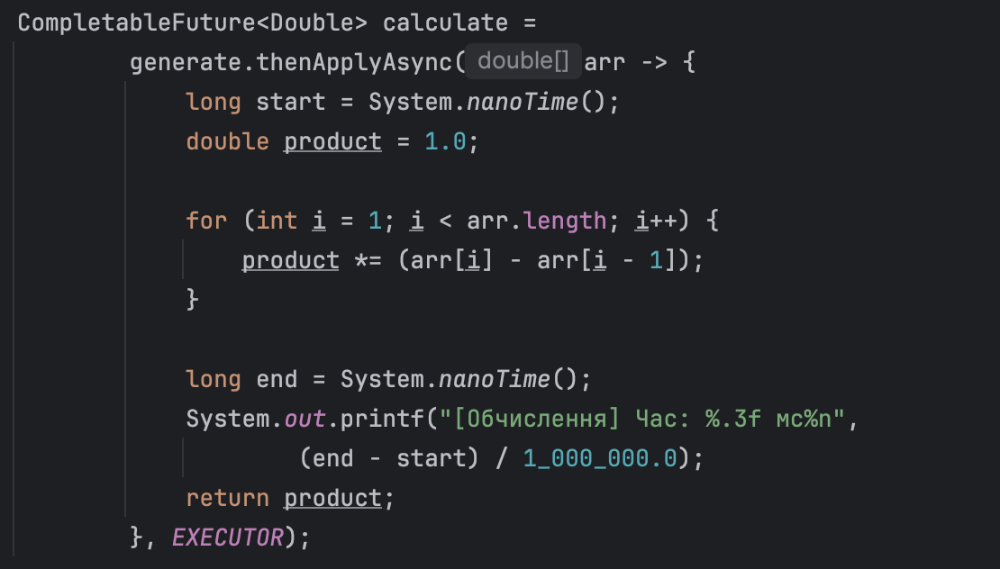 CompletableFuture<Double> calculate =
        generate.thenApplyAsync( double[] arr -> {
            long start = System.nanoTime();
            double product = 1.0;

            for (int i = 1; i < arr.length; i++) {
                product *= (arr[i] - arr[i - 1]);
            }

            long end = System.nanoTime();
            System.out.printf("[Обчислення] Час: %.3f мс%n",
                    (end - start) / 1_000_000.0);
            return product;
        }, EXECUTOR);